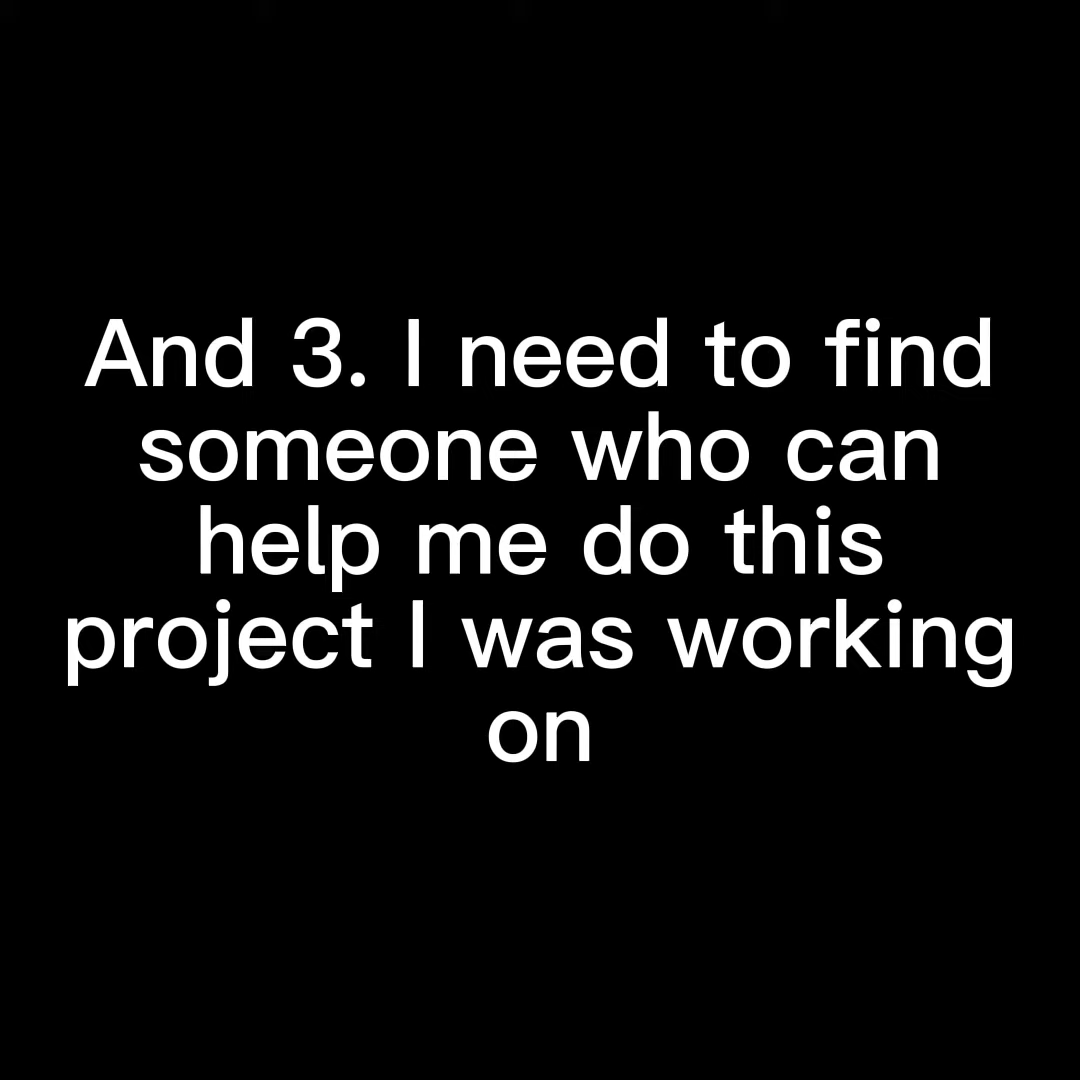 And 3. I need to find
someone who can
help me do this
project I was working
on